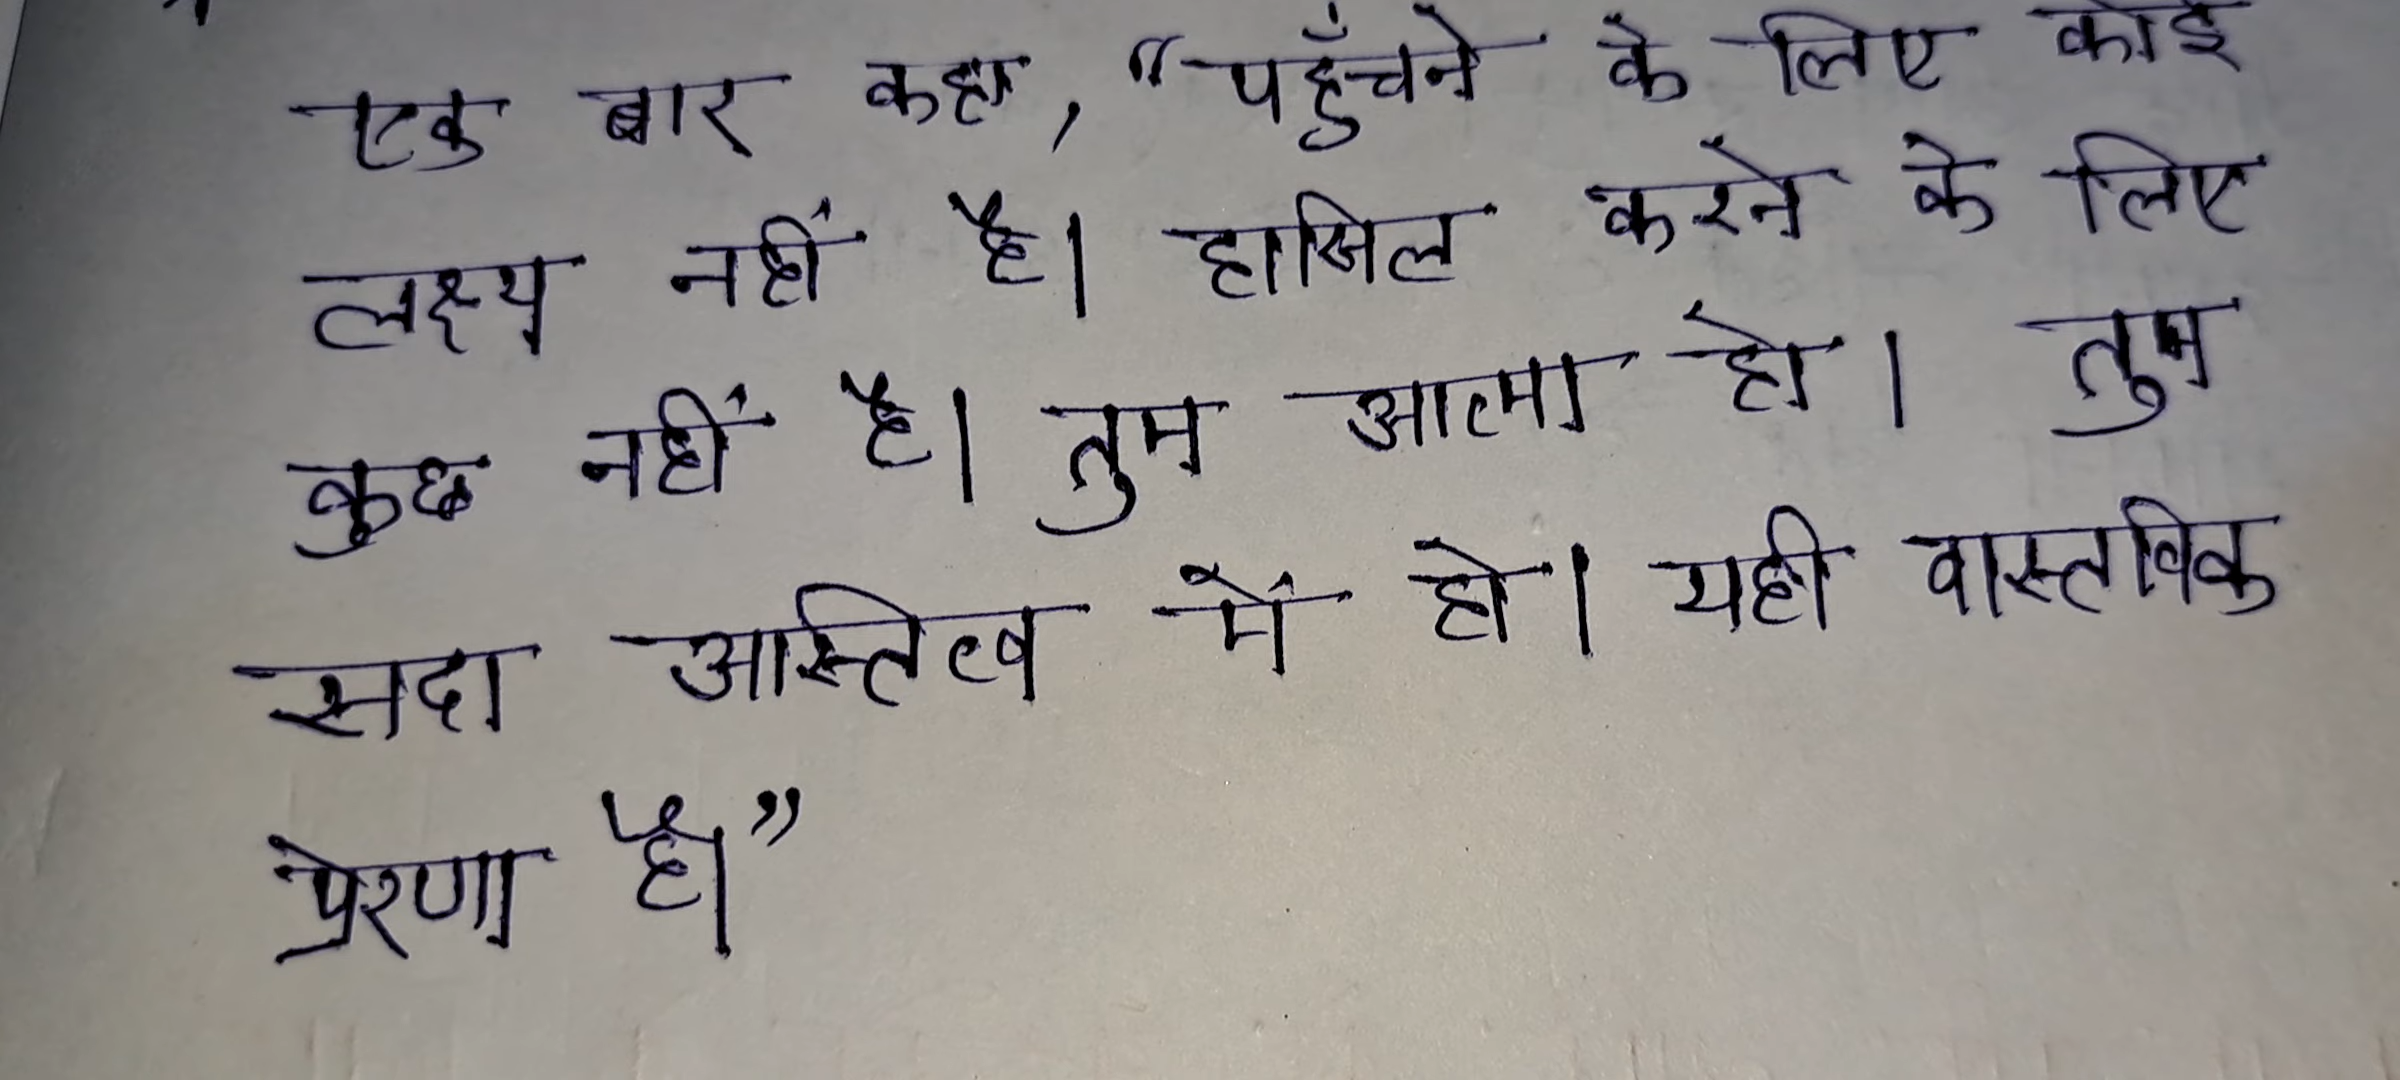 एक बार कहा, “पहुँचने के लिए कोई
लक्ष्य नहीं है। हासिल करने के लिए
कुछ नहीं है। तुम आत्मा हो। तुम
सदा अस्तित्व में हो। यही वास्तविक
प्रेरणा है।”